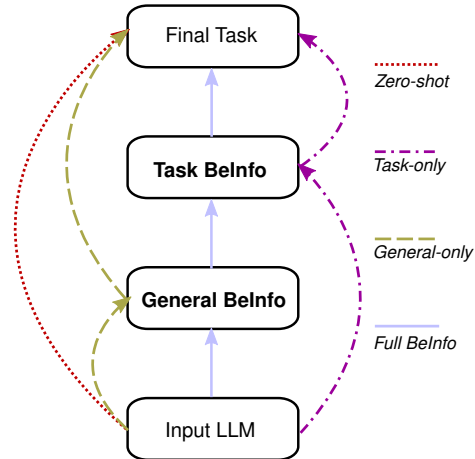 Final Task
Zero-shot
Task BeInfo
Task-only
General-only
General BeInfo
Full BeInfo
Input LLM